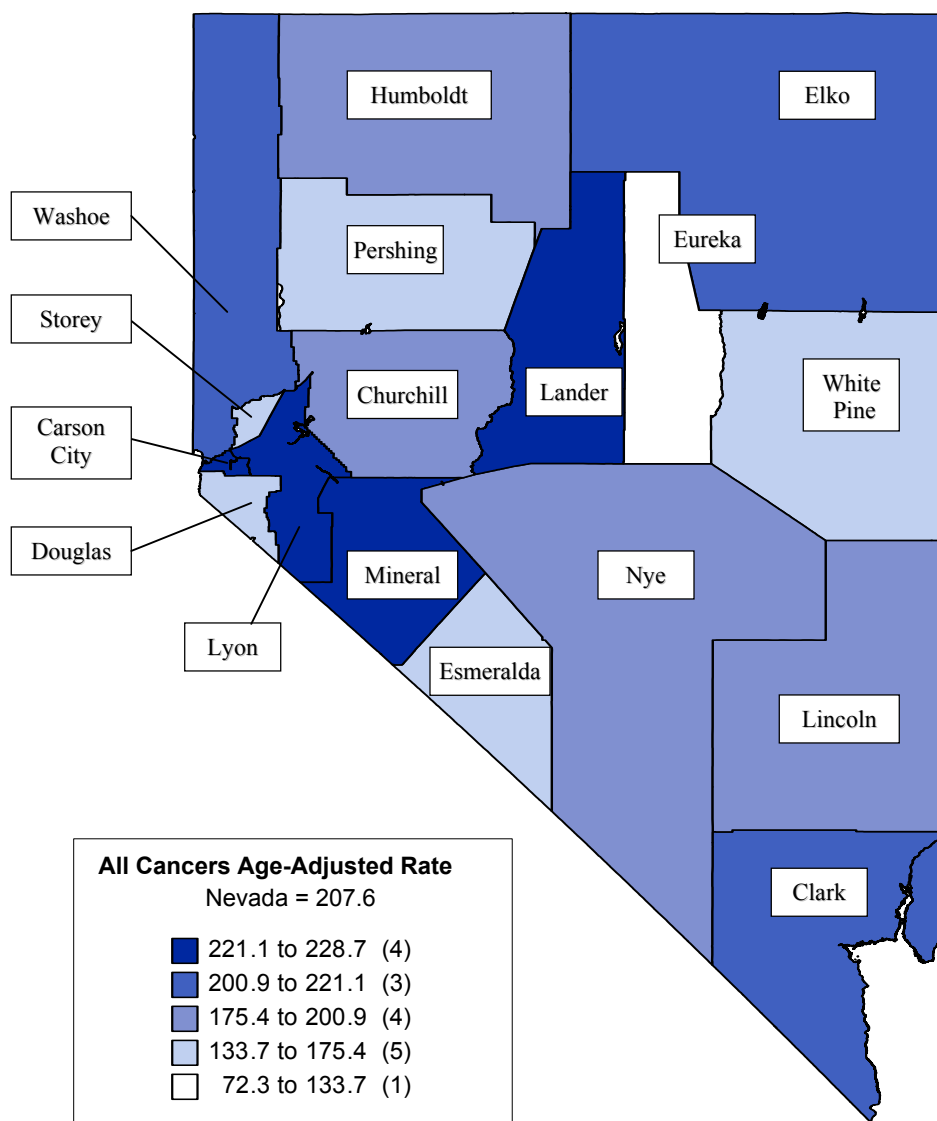 Humboldt
Elko
Washoe
Pershing
Eureka
Storey
Churchill
Lander
White
Pine
Carson
City
Douglas
Mineral
Nye
Lyon
Esmeralda
Lincoln
Clark
All Cancers Age-Adjusted Rate
Nevada = 207.6
221.1 to 228.7 (4)
200.9 to 221.1 (3)
175.4 to 200.9 (4)
133.7 to 175.4 (5)
72.3 to 133.7 (1)